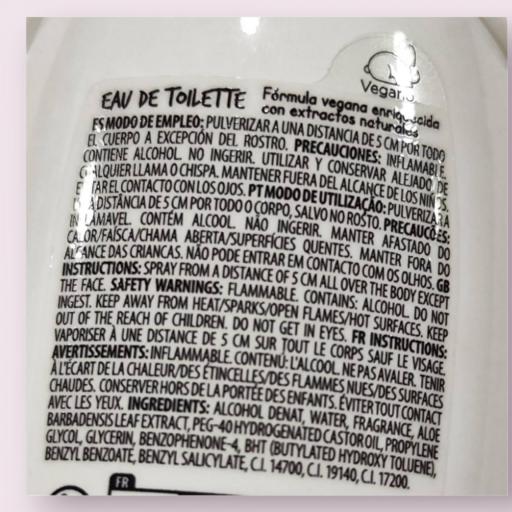 Vegano
EAU DE TOILETTE
Fórmula vegana enriquecida
con extractos naturales
ES MODO DE EMPLEO: PULVERIZAR A UNA DISTANCIA DE 5 CM POR TODO
EL CUERPO A EXCEPCIÓN DEL ROSTRO. PRECAUCIONES: INFLAMABLE.
CONTIENE ALCOHOL. NO INGERIR. UTILIZAR Y CONSERVAR ALEJADO DE
CUALQUIER LLAMA O CHISPA. MANTENER FUERA DEL ALCANCE DE LOS NIÑOS.
EVITAR EL CONTACTO CON LOS OJOS. PT MODO DE UTILIZAÇÃO: PULVERIZAR A
DISTÂNCIA DE 5 CM POR TODO O CORPO, SALVO NO ROSTO. PRECAUCÕES:
INFLAMAVEL. CONTÉM ALCOOL. NÃO INGERIR. MANTER AFASTADO DO
CALOR/FAÍSCA/CHAMA ABERTA/SUPERFÍCIES QUENTES. MANTER FORA DO
ALCANCE DAS CRIANCAS. NÃO PODE ENTRAR EM CONTACTO COM OS OLHOS. GB
INSTRUCTIONS: SPRAY FROM A DISTANCE OF 5 CM ALL OVER THE BODY EXCEPT
THE FACE. SAFETY WARNINGS: FLAMMABLE. CONTAINS: ALCOHOL. DO NOT
INGEST. KEEP AWAY FROM HEAT/SPARKS/OPEN FLAMES/HOT SURFACES. KEEP
OUT OF THE REACH OF CHILDREN. DO NOT GET IN EYES. FR INSTRUCTIONS:
VAPORISER À UNE DISTANCE DE 5 CM SUR TOUT LE CORPS SAUF LE VISAGE.
AVERTISSEMENTS: INFLAMMABLE. CONTENÚ: L'ALCOOL. NE PAS AVALER. TENIR
À L'ÉCART DE LA CHALEUR/DES ÉTINCELLES/DES FLAMMES NUES/DES SURFACES
CHAUDES. CONSERVER HORS DE LA PORTÉE DES ENFANTS. ÉVITER TOUT CONTACT
AVEC LES YEUX. INGREDIENTS: ALCOHOL DENAT, WATER, FRAGRANCE, ALOE
BARBADENSIS LEAF EXTRACT, PEG-40 HYDROGENATED CASTOR OIL, PROPYLENE
GLYCOL, GLYCERIN, BENZOPHENONE-4, BHT (BUTYLATED HYDROXY TOLUENE),
BENZYL BENZOATE, BENZYL SALICYLATE, C.I. 14700, C.I. 19140, C.I. 17200.
FR